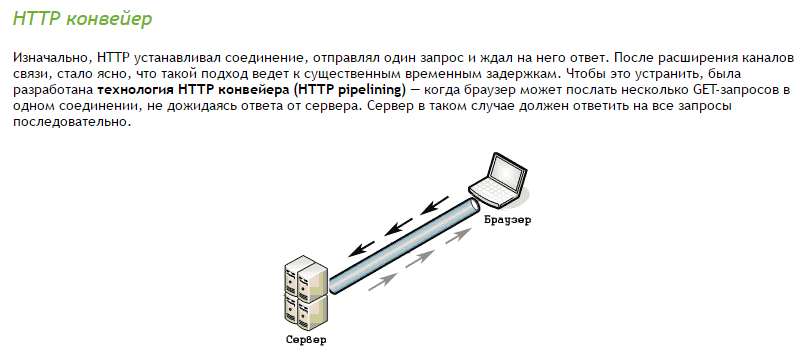 HTTP конвейер
Изначально, HTTP устанавливал соединение, отправлял один запрос и ждал на него ответ. После расширения каналов
связи, стало ясно, что такой подход ведет к существенным временным задержкам. Чтобы это устранить, была
разработана технология HTTP конвейера (HTTP pipelining) — когда браузер может послать несколько GET-запросов в
одном соединении, не дожидаясь ответа от сервера. Сервер в таком случае должен ответить на все запросы
последовательно.
Браузер
Сервер